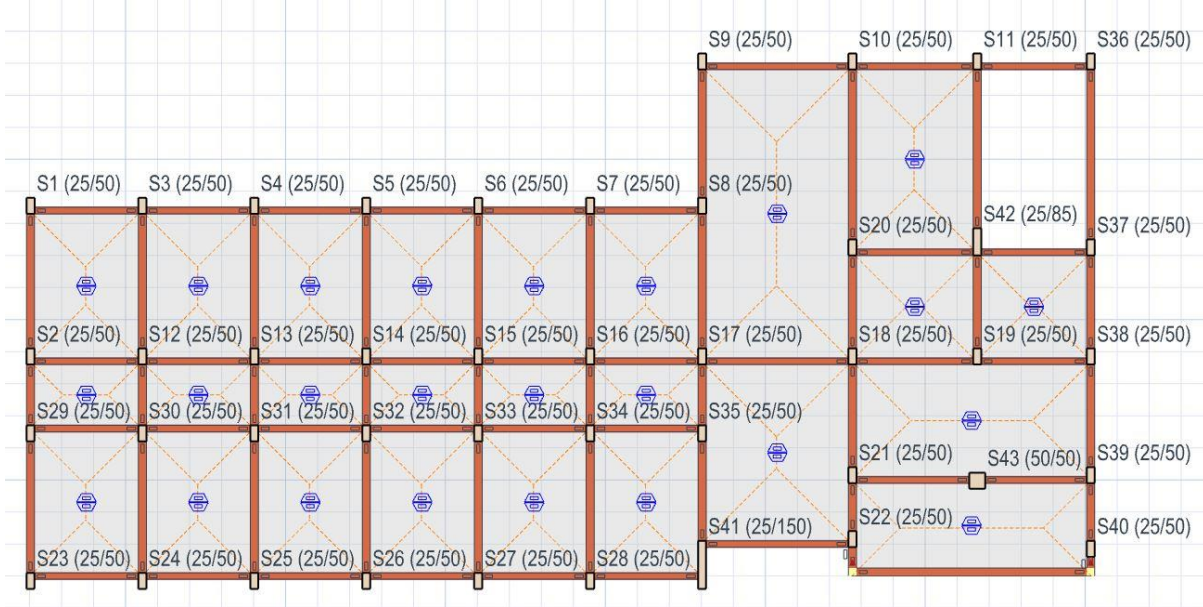 S9 (25/50) S10 (25/50) S11 (25/50) S36 (25/50)
S1 (25/50) S3 (25/50) S4 (25/50) S5 (25/50) S6 (25/50) S7 (25/50) S8 (25/50)
S20 (25/50) S42 (25/85) S37 (25/50)
S2 (25/50) S12 (25/50) S13 (25/50) S14 (25/50) S15 (25/50) S16 (25/50) S17 (25/50) S18 (25/50) S19 (25/50) S38 (25/50)
S29 (25/50) S30 (25/50) S31 (25/50) S32 (25/50) S33 (25/50) S34 (25/50) S35 (25/50)
S21 (25/50) S43 (50/50) S39 (25/50)
S41 (25/150) S22 (25/50) S40 (25/50)
S23 (25/50) S24 (25/50) S25 (25/50) S26 (25/50) S27 (25/50) S28 (25/50)